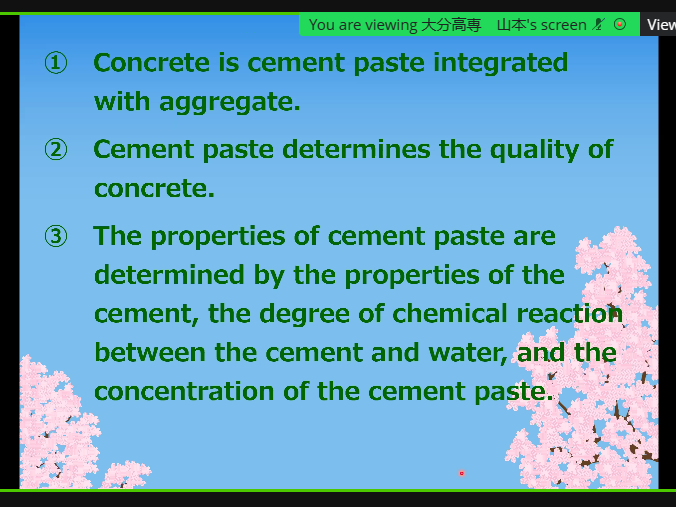 You are viewing 大分高専 山本's screen
View
① Concrete is cement paste integrated
with aggregate.
② Cement paste determines the quality of
concrete.
③ The properties of cement paste are
determined by the properties of the
cement, the degree of chemical reaction
between the cement and water, and the
concentration of the cement paste.